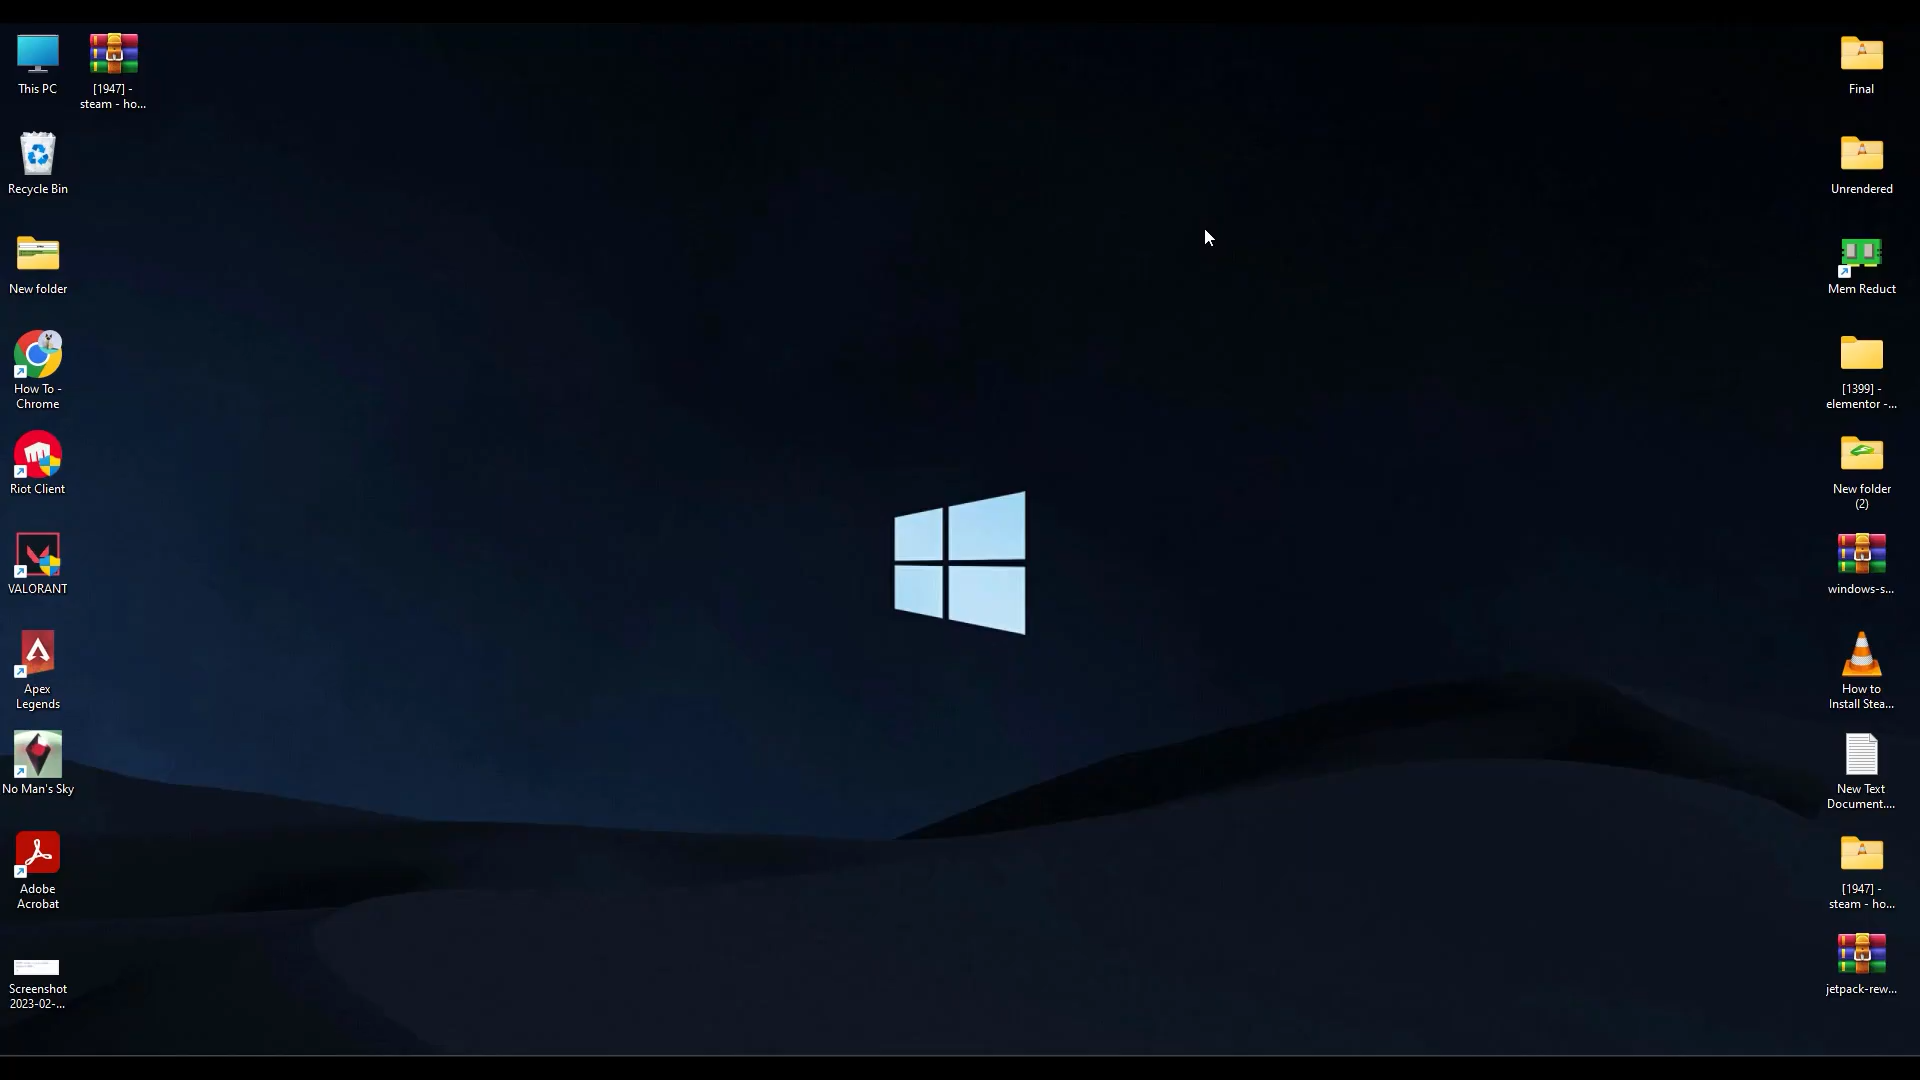 This PC
[1947] -
steam - ho...
Recycle Bin
New folder
How To -
Chrome
Riot Client
VALORANT
Apex
Legends
No Man's Sky
Adobe
Acrobat
Screenshot
2023-02-...
Final
Unrendered
Mem Reduct
[1399] -
elementor -...
New folder
(2)
windows-s...
How to
Install Stea...
New Text
Document....
[1947] -
steam - ho...
jetpack-rew...